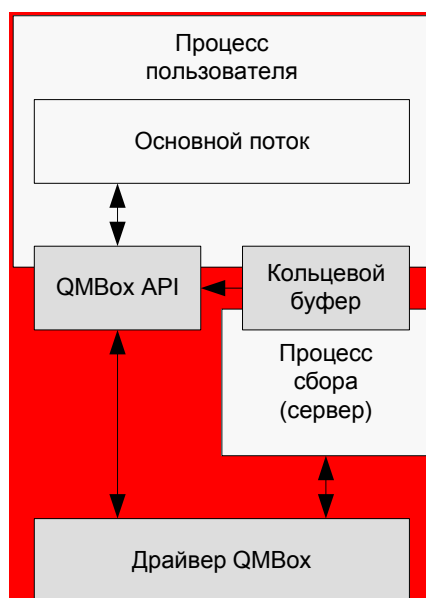 Процесс
пользователя
Основной поток
QMBox API
Кольцевой
буфер
Процесс
сбора
(сервер)
Драйвер QMBox